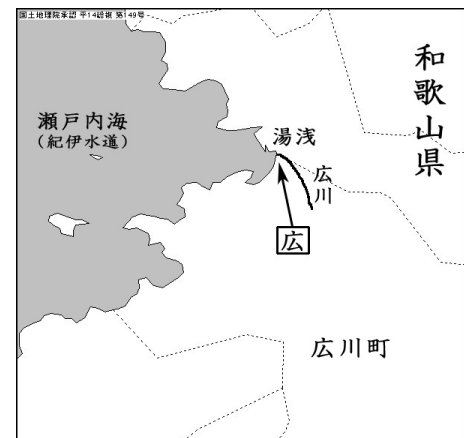 国土地理院承認 平14総複 第149号
和歌山県
瀬戸内海
(紀伊水道)
湯浅
広川
広
広川町